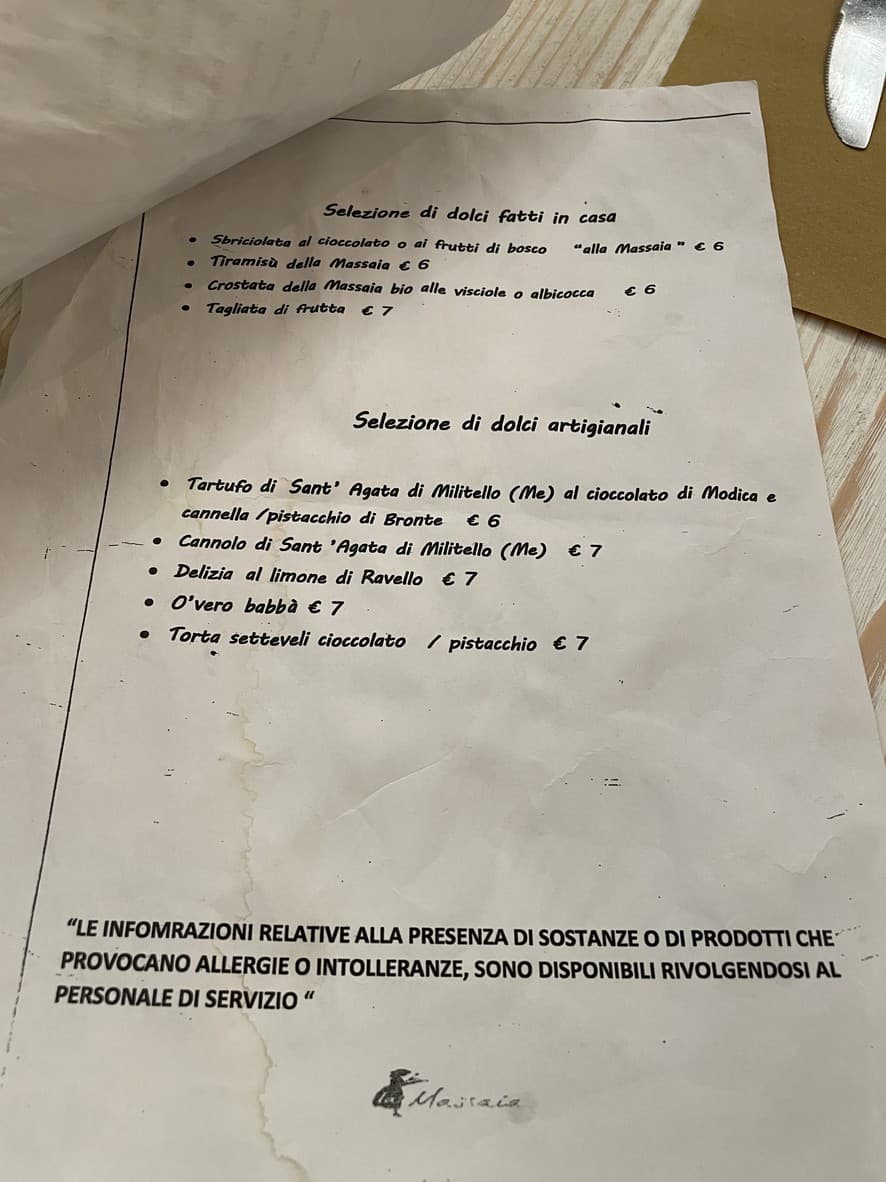 Selezione di dolci fatti in casa
• Sbriciolata al cioccolato o ai frutti di bosco “alla Massaia ” € 6
• Tiramisù della Massaia € 6
• Crostata della Massaia bio alle visciole o albicocca € 6
• Tagliata di frutta € 7
Selezione di dolci artigianali
• Tartufo di Sant’ Agata di Militello (Me) al cioccolato di Modica e
cannella /pistacchio di Bronte € 6
• Cannolo di Sant ’Agata di Militello (Me) € 7
• Delizia al limone di Ravello € 7
• O’vero babbà € 7
• Torta setteveli cioccolato / pistacchio € 7
“LE INFOMRAZIONI RELATIVE ALLA PRESENZA DI SOSTANZE O DI PRODOTTI CHE
PROVOCANO ALLERGIE O INTOLLERANZE, SONO DISPONIBILI RIVOLGENDOSI AL
PERSONALE DI SERVIZIO “
Massaia